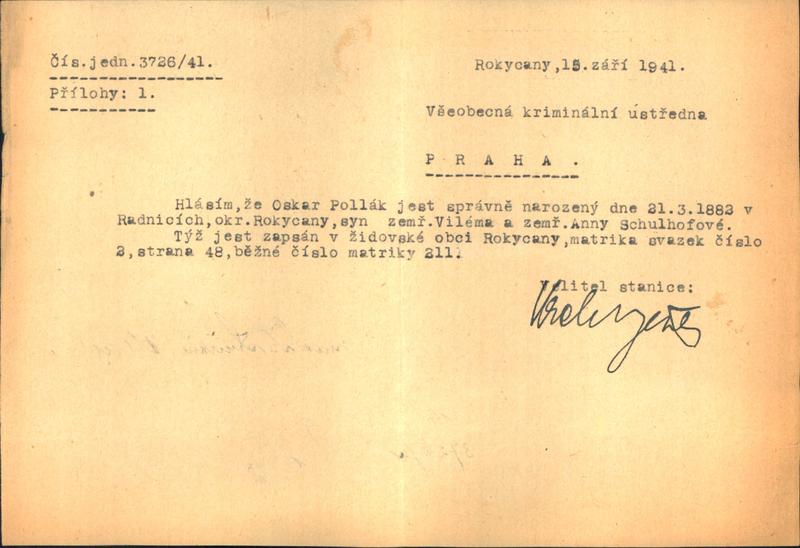 Čís.jedn.3726/41.
Přílohy: 1.
Rokycany,15.září 1941.
Všeobecná kriminální ústředna
P R A H A .
Hlásím,že Oskar Pollák jest správně narozený dne 21.3.1882 v
Radnicích,okr.Rokycany,syn zemř.Viléma a zemř.Anny Schulhofové.
Týž jest zapsán v židovské obci Rokycany,matrika svazek číslo
2,strana 48,běžné číslo matriky 211.
Velitel stanice: